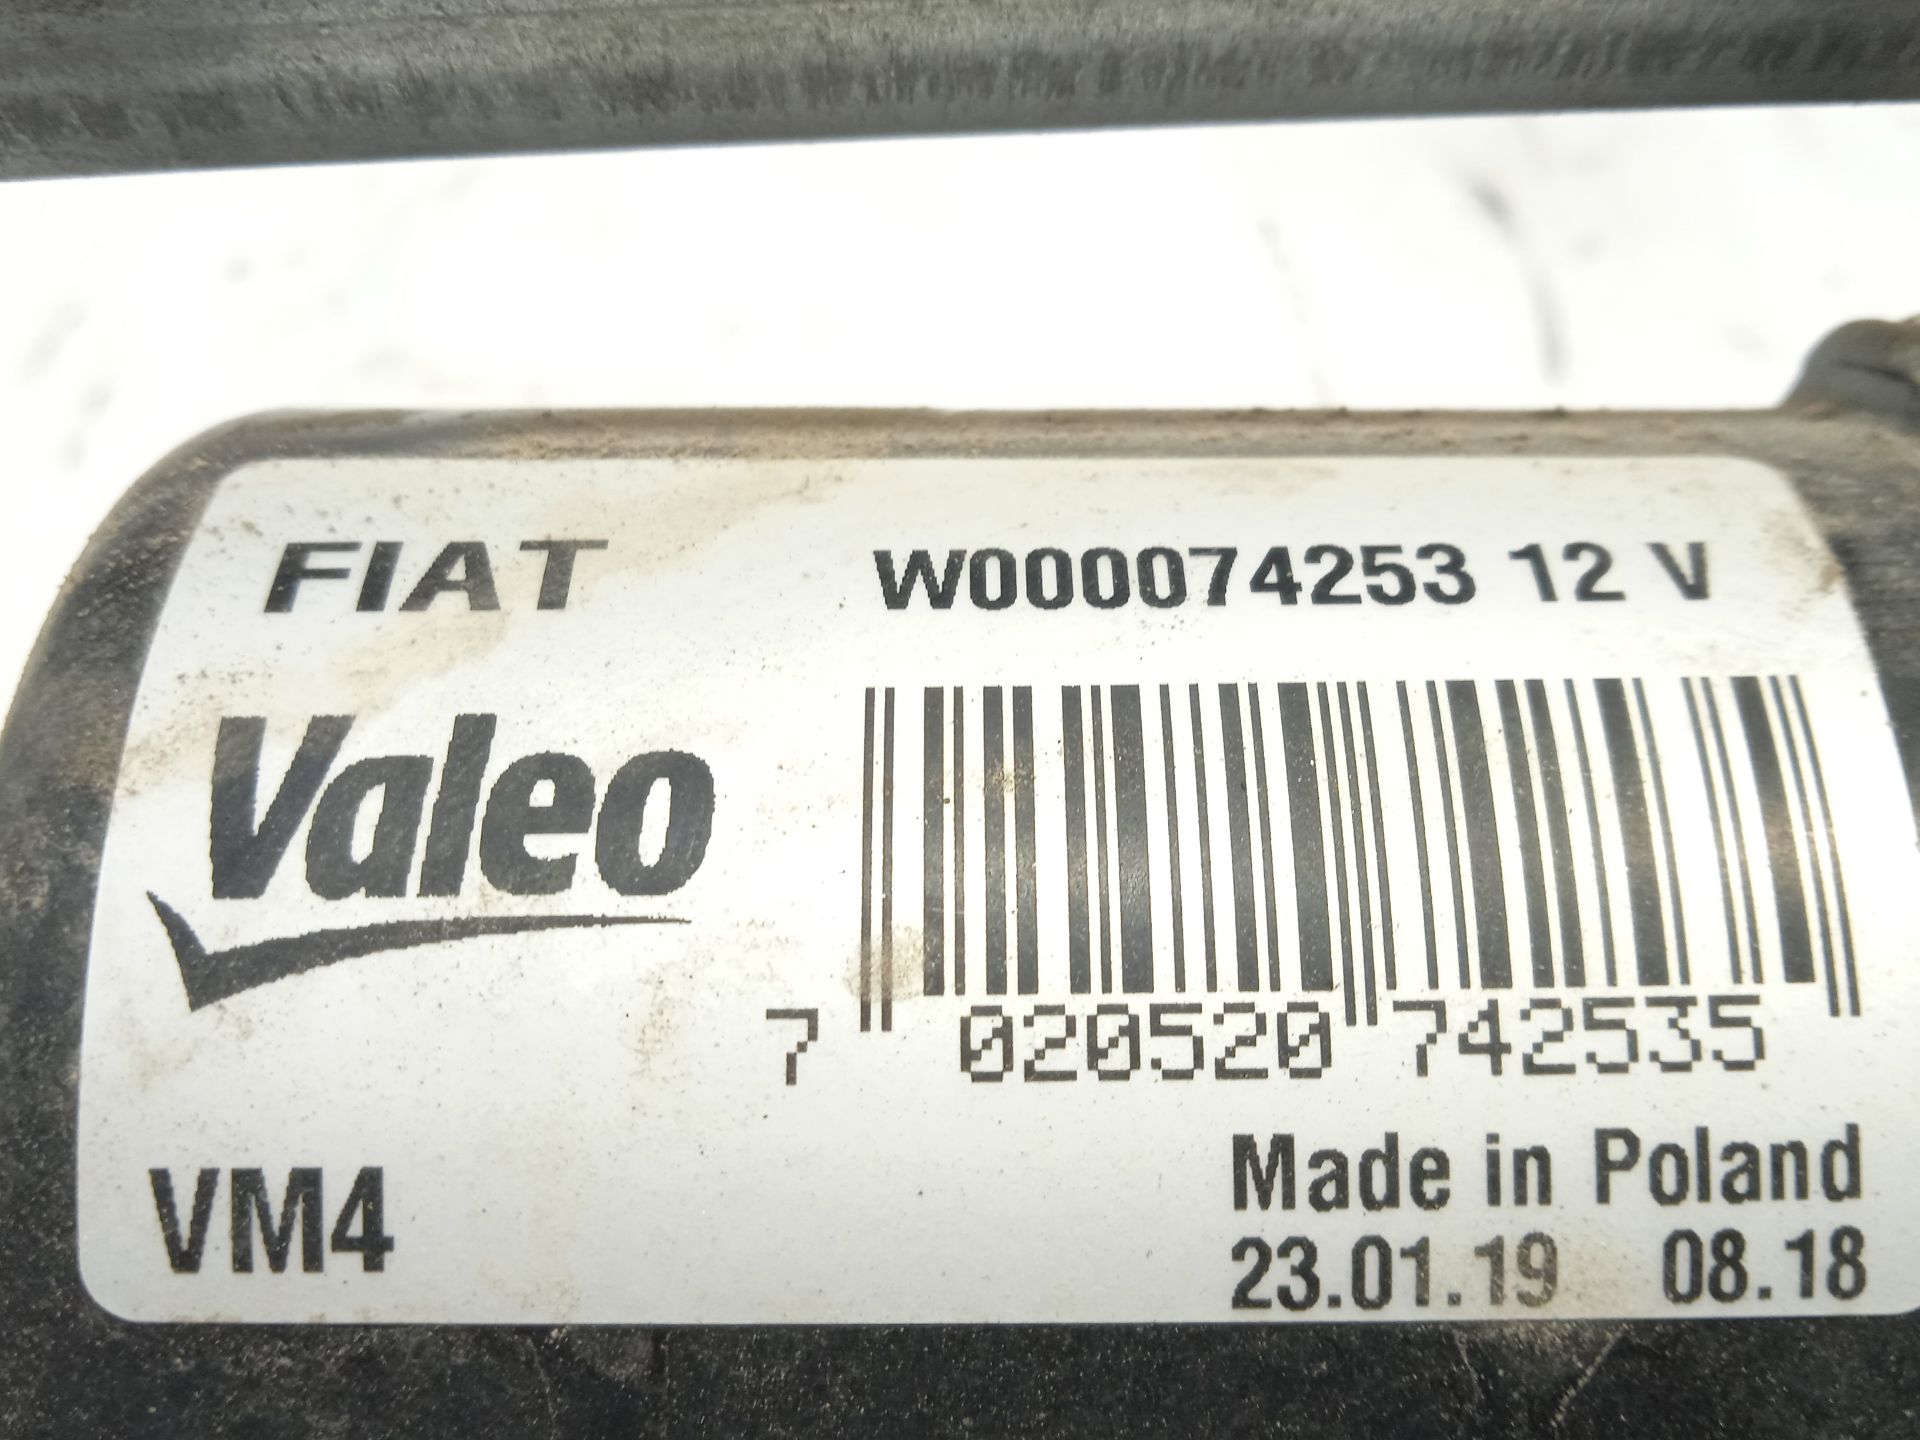 FIAT W000074253 12 V
Valeo
7 020520 742535
VM4
Made in Poland
23.01.19 08.18